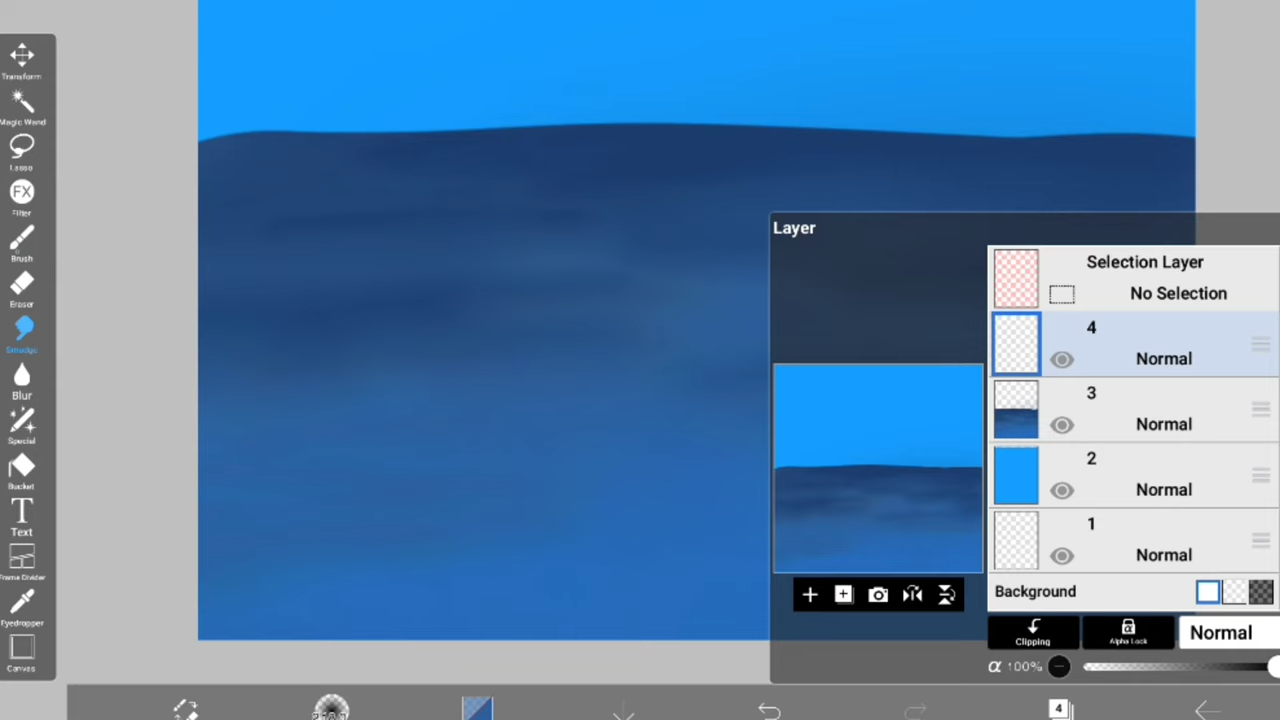 Transform
Magic Wand
Lasso
FX
Filter
Brush
Eraser
Smudge
Blur
Special
Bucket
T
Text
Frame Divider
Eyedropper
Canvas
Layer
Selection Layer
No Selection
4
Normal
3
Normal
2
Normal
1
Normal
Background
Clipping
α
Alpha Lock
Normal
α 100%
4